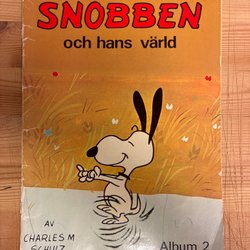 SNOBBEN
och hans värld
AV
CHARLES M
SCHULZ
Album 2